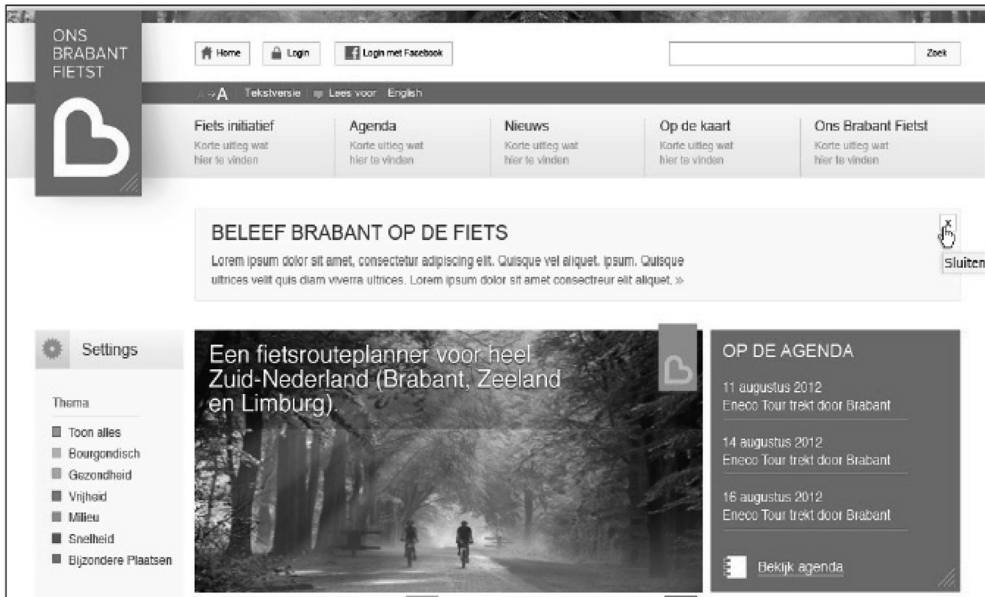 ONS
BRABANT
FIETST
Home
Login
Login met Facebook
Zoek
A→A Tekstversie Lees voor English
Fiets initiatief
Korte uitleg wat
hier te vinden
Agenda
Korte uitleg wat
hier te vinden
Nieuws
Korte uitleg wat
hier te vinden
Op de kaart
Korte uitleg wat
hier te vinden
Ons Brabant Fietst
Korte uitleg wat
hier te vinden
BELEEF BRABANT OP DE FIETS
x
Lorem ipsum dolor sit amet, consectetur adipiscing elit. Quisque vel aliquet. ipsum. Quisque
ultrices velit quis diam viverra ultrices. Lorem ipsum dolor sit amet consectreur elit aliquet. »
Sluiten
Settings
Thema
Toon alles
Bourgondisch
Gezondheid
Vrijheid
Milieu
Snelheid
Bijzondere Plaatsen
Een fietsrouteplanner voor heel
Zuid-Nederland (Brabant, Zeeland
en Limburg).
OP DE AGENDA
11 augustus 2012
Eneco Tour trekt door Brabant
14 augustus 2012
Eneco Tour trekt door Brabant
16 augustus 2012
Eneco Tour trekt door Brabant
Bekijk agenda